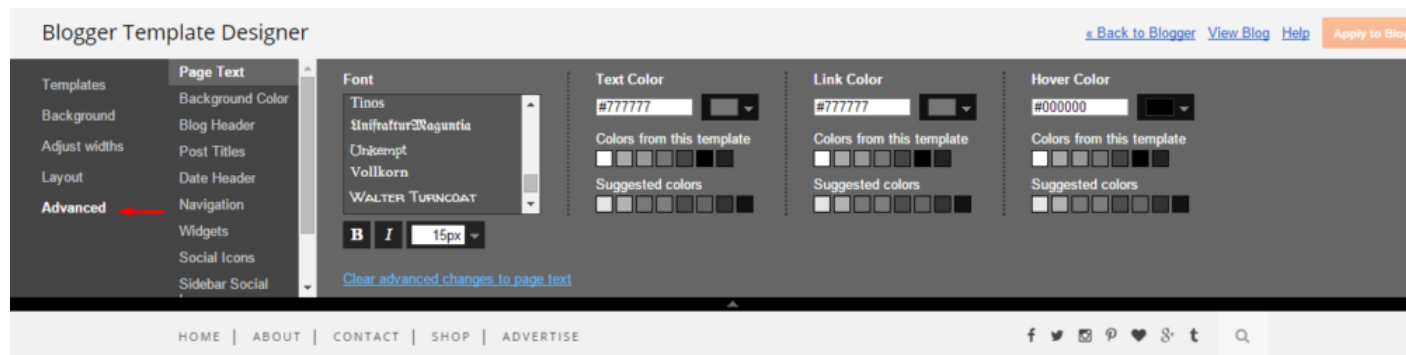 Blogger Template Designer
« Back to Blogger View Blog Help Apply to Blog
Templates
Background
Adjust widths
Layout
Advanced
Page Text
Background Color
Blog Header
Post Titles
Date Header
Navigation
Widgets
Social Icons
Sidebar Social
Font
Tinos
UnifrakturMaguntia
Unkempt
Vollkorn
WALTER TURNCOAT
B I 15px
Clear advanced changes to page text
Text Color
#777777
Colors from this template
Suggested colors
Link Color
#777777
Colors from this template
Suggested colors
Hover Color
#000000
Colors from this template
Suggested colors
HOME | ABOUT | CONTACT | SHOP | ADVERTISE